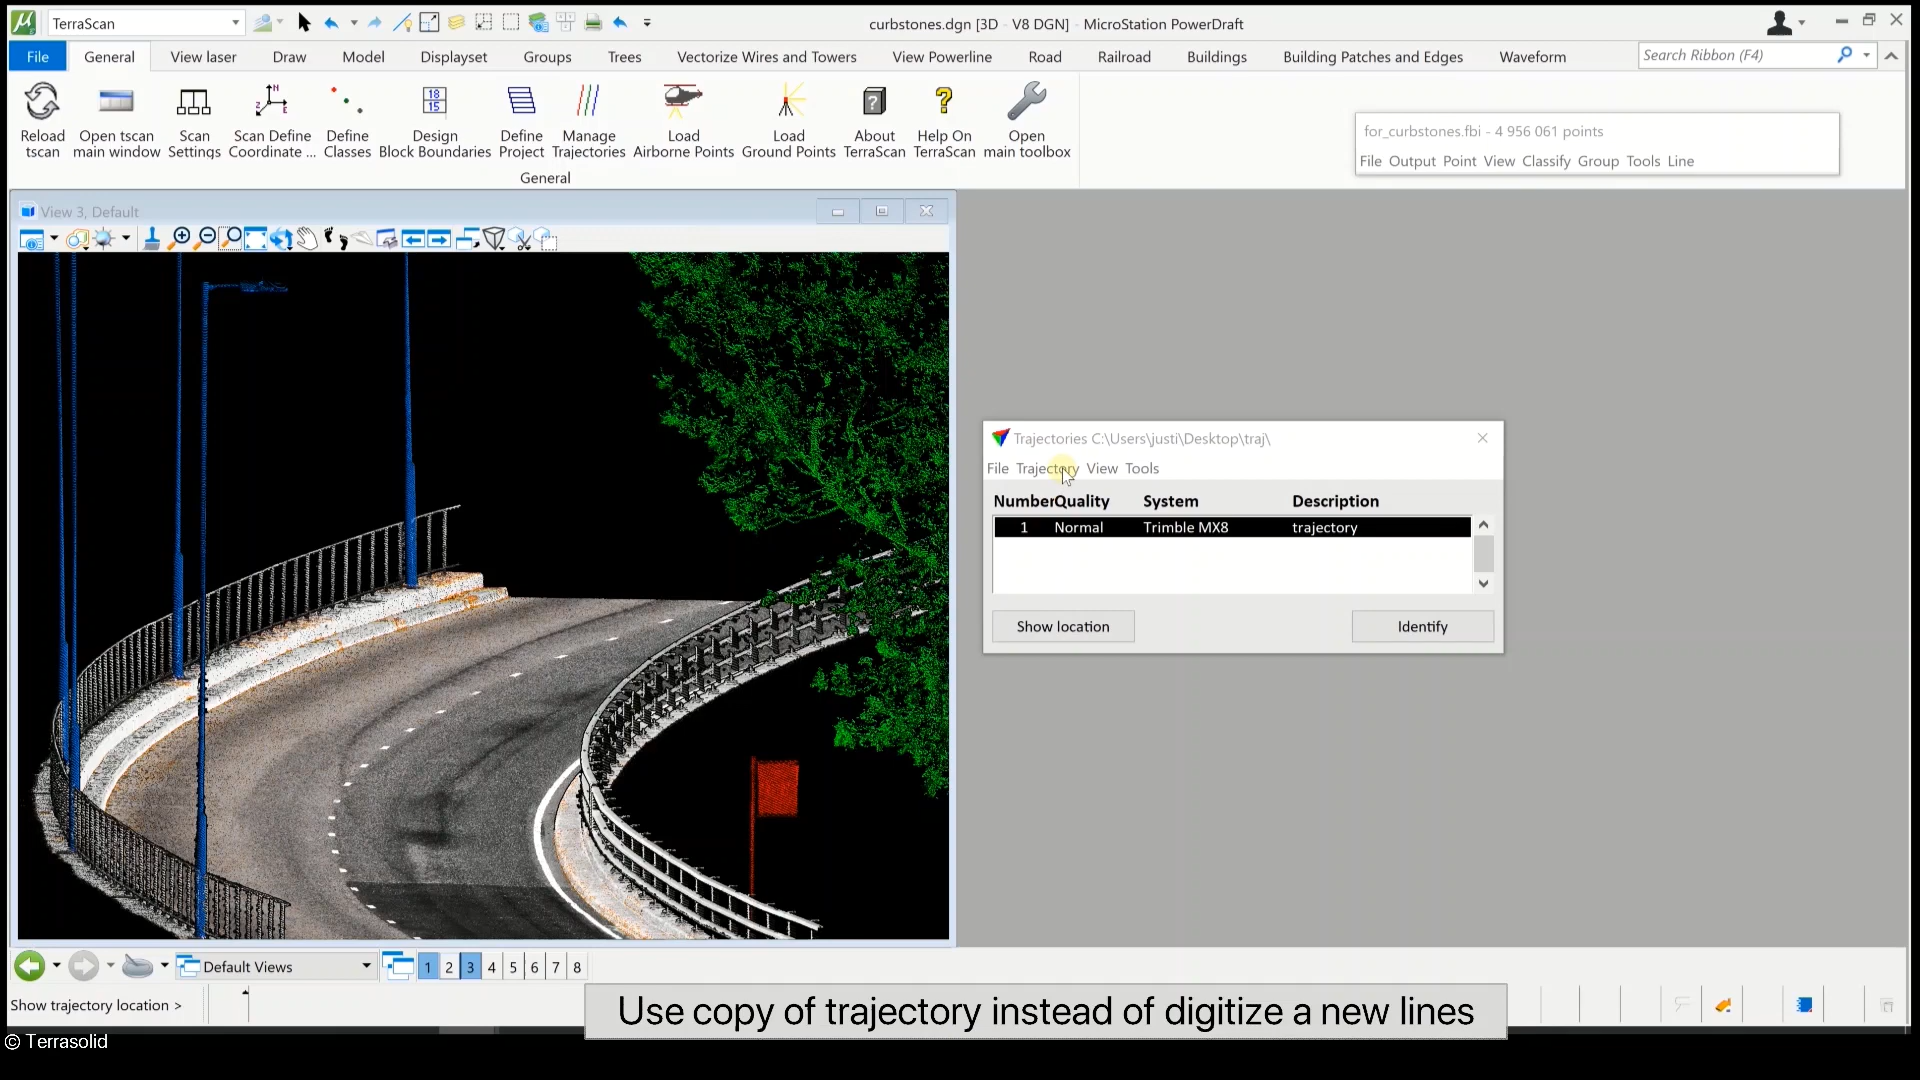 TerraScan
curbstones.dgn [3D - V8 DGN] - MicroStation PowerDraft
File General View laser Draw Model Displayset Groups Trees Vectorize Wires and Towers View Powerline Road Railroad Buildings Building Patches and Edges Waveform
Search Ribbon (F4)
Reload tscan
Open tscan main window
Scan Settings
Scan Define Coordinate ...
Define Classes
18
15
Design Block Boundaries
Define Project
Manage Trajectories
Load Airborne Points
Load Ground Points
About TerraScan
Help On TerraScan
Open main toolbox
General
for_curbstones.fbi - 4 956 061 points
File Output Point View Classify Group Tools Line
View 3, Default
Trajectories C:\Users\justi\Desktop\traj\
File Trajectory View Tools
Number Quality System Description
1 Normal Trimble MX8 trajectory
Show location
Identify
Default Views
1 2 3 4 5 6 7 8
Show trajectory location >
Use copy of trajectory instead of digitize a new lines
© Terrasolid